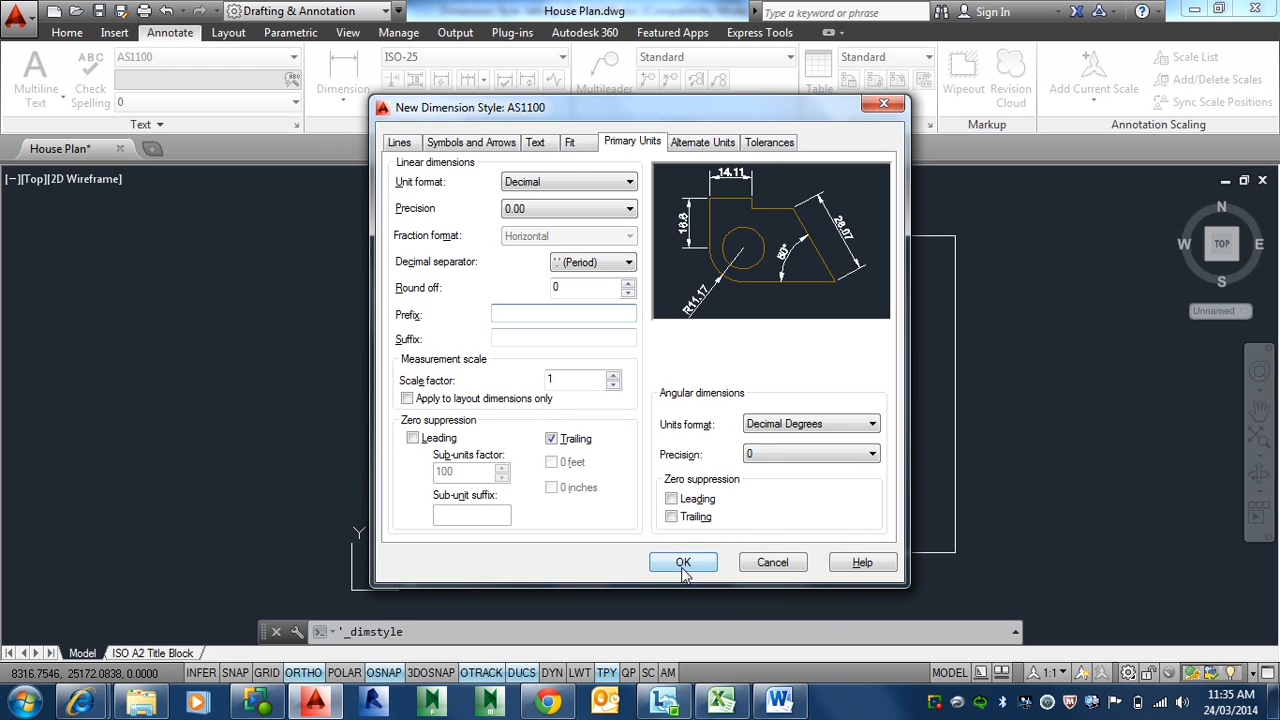 Drafting & Annotation
House Plan.dwg
Type a keyword or phrase
Sign In
Home
Insert
Annotate
Layout
Parametric
View
Manage
Output
Plug-ins
Autodesk 360
Featured Apps
Express Tools
Multiline
Text
ABC
Check
Spelling
AS1100
0
Text
Dimension
ISO-25
Multileader
Standard
Table
Standard
Wipeout
Revision
Cloud
Markup
Add Current Scale
Scale List
Add/Delete Scales
Sync Scale Positions
Annotation Scaling
House Plan*
[−][Top][2D Wireframe]
New Dimension Style: AS1100
Lines
Symbols and Arrows
Text
Fit
Primary Units
Alternate Units
Tolerances
Linear dimensions
Unit format:
Decimal
Precision
0.00
Fraction format:
Horizontal
Decimal separator:
'.' (Period)
Round off:
0
Prefix:
Suffix:
Measurement scale
Scale factor:
1
Apply to layout dimensions only
Zero suppression
Leading
Sub-units factor:
100
Sub-unit suffix:
Trailing
0 feet
0 inches
14.11
16.6
28.07
60°
R11.17
Angular dimensions
Units format:
Decimal Degrees
Precision:
0
Zero suppression
Leading
Trailing
OK
Cancel
Help
N
W
TOP
E
S
Unnamed
Y
'_dimstyle
Model
ISO A2 Title Block
8316.7546, 25172.0838, 0.0000
INFER
SNAP
GRID
ORTHO
POLAR
OSNAP
3DOSNAP
OTRACK
DUCS
DYN
LWT
TPY
QP
SC
AM
MODEL
1:1
11:35 AM
24/03/2014